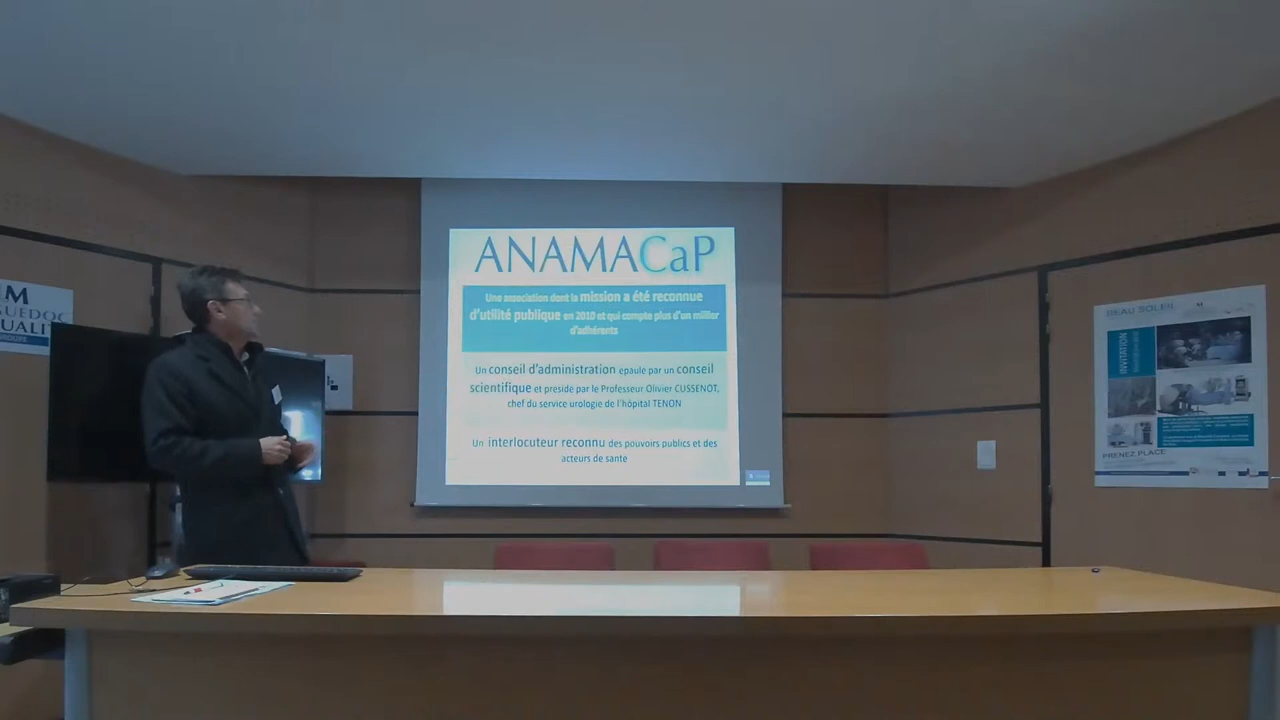 ANAMACaP
Une association dont la mission a été reconnue
d'utilité publique en 2010 et qui compte plus d'un millier
d'adhérents
Un conseil d'administration epaule par un conseil
scientifique et preside par le Professeur Olivier CUSSENOT,
chef du service urologie de l'hôpital TENON
Un interlocuteur reconnu des pouvoirs publics et des
acteurs de sante
M
GUEDOC
UALIT
GROUPE
BEAU SOLEIL
INVITATION
PRENEZ PLACE